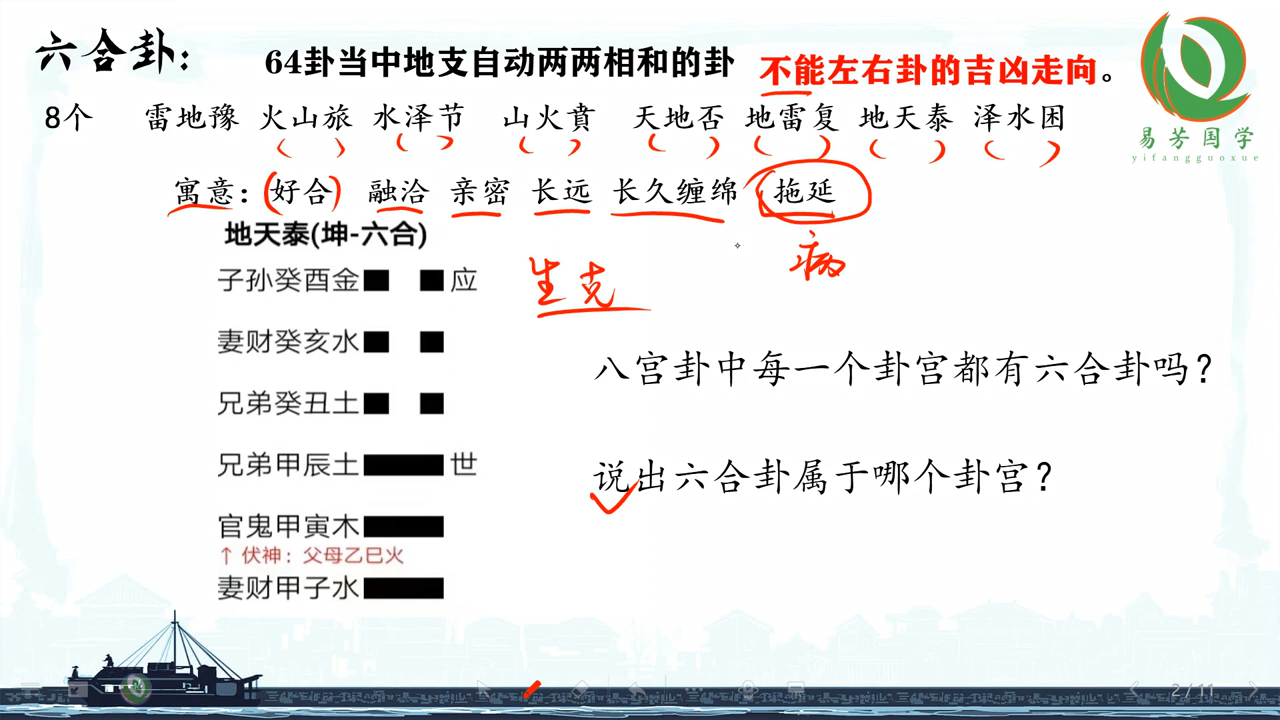 六合卦：
64卦当中地支自动两两相和的卦
不能左右卦的吉凶走向。
易芳国学
yifangguoxue
8个 雷地豫 火山旅 水泽节 山火賁 天地否 地雷复 地天泰 泽水困
寓意：好合 融洽 亲密 长远 长久缠绵 拖延
病
地天泰(坤-六合)
子孙癸酉金 应
生克
妻财癸亥水
兄弟癸丑土
兄弟甲辰土 世
官鬼甲寅木
↑ 伏神：父母乙巳火
妻财甲子水
八宫卦中每一个卦宫都有六合卦吗？
说出六合卦属于哪个卦宫？
2/11